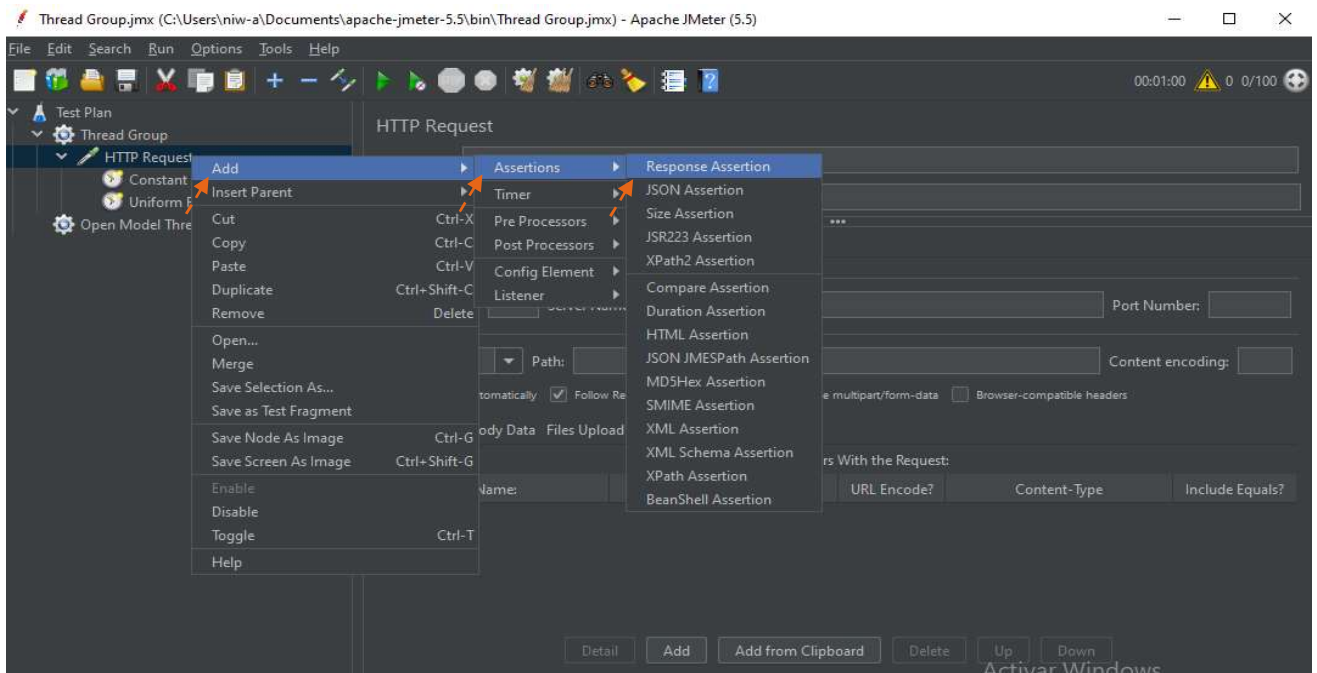 Thread Group.jmx (C:\Users\niw-a\Documents\apache-jmeter-5.5\bin\Thread Group.jmx) - Apache JMeter (5.5)
File Edit Search Run Options Tools Help
00:01:00 0 0/100
Test Plan
Thread Group
HTTP Request
Constant
Uniform
Open Model Thre
HTTP Request
Add
Insert Parent
Cut Ctrl-X
Copy Ctrl-C
Paste Ctrl-V
Duplicate Ctrl+Shift-C
Remove Delete
Open...
Merge
Save Selection As...
Save as Test Fragment
Save Node As Image Ctrl-G
Save Screen As Image Ctrl+Shift-G
Enable
Disable
Toggle Ctrl-T
Help
Assertions
Timer
Pre Processors
Post Processors
Config Element
Listener
Response Assertion
JSON Assertion
Size Assertion
JSR223 Assertion
XPath2 Assertion
Compare Assertion
Duration Assertion
HTML Assertion
JSON JMESPath Assertion
MD5Hex Assertion
SMIME Assertion
XML Assertion
XML Schema Assertion
XPath Assertion
BeanShell Assertion
Port Number:
Path: Content encoding:
tomatically Follow Re e multipart/form-data Browser-compatible headers
ody Data Files Upload
rs With the Request:
Name: URL Encode? Content-Type Include Equals?
Detail Add Add from Clipboard Delete Up Down
Activar Windows